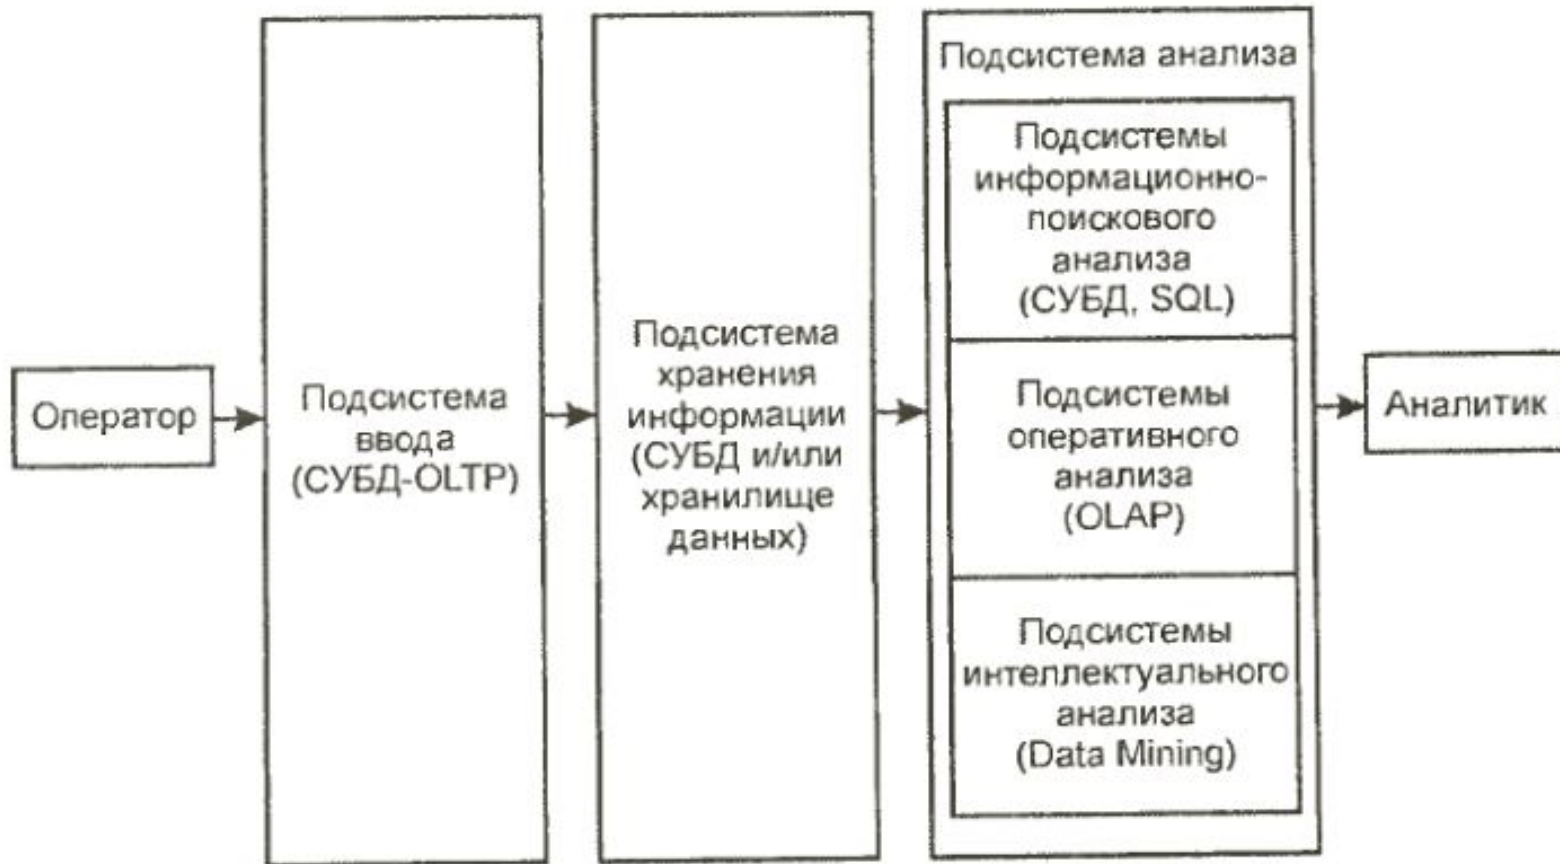 Оператор
Подсистема
ввода
(СУБД-OLTP)
Подсистема
хранения
информации
(СУБД и/или
хранилище
данных)
Подсистема анализа
Подсистемы
информационно-
поискового
анализа
(СУБД, SQL)
Подсистемы
оперативного
анализа
(OLAP)
Подсистемы
интеллектуального
анализа
(Data Mining)
Аналитик